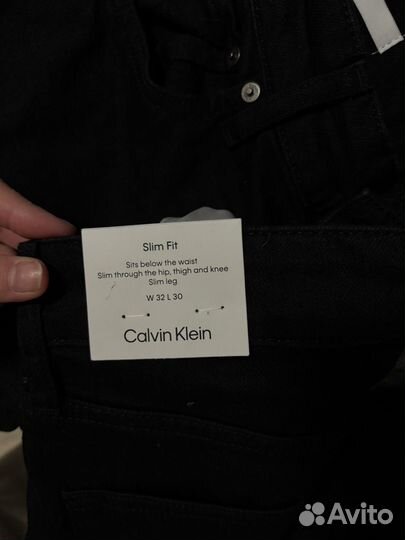 Slim Fit
Sits below the waist
Slim through the hip, thigh and knee
Slim leg
W 32 L 30
Calvin Klein
Avito